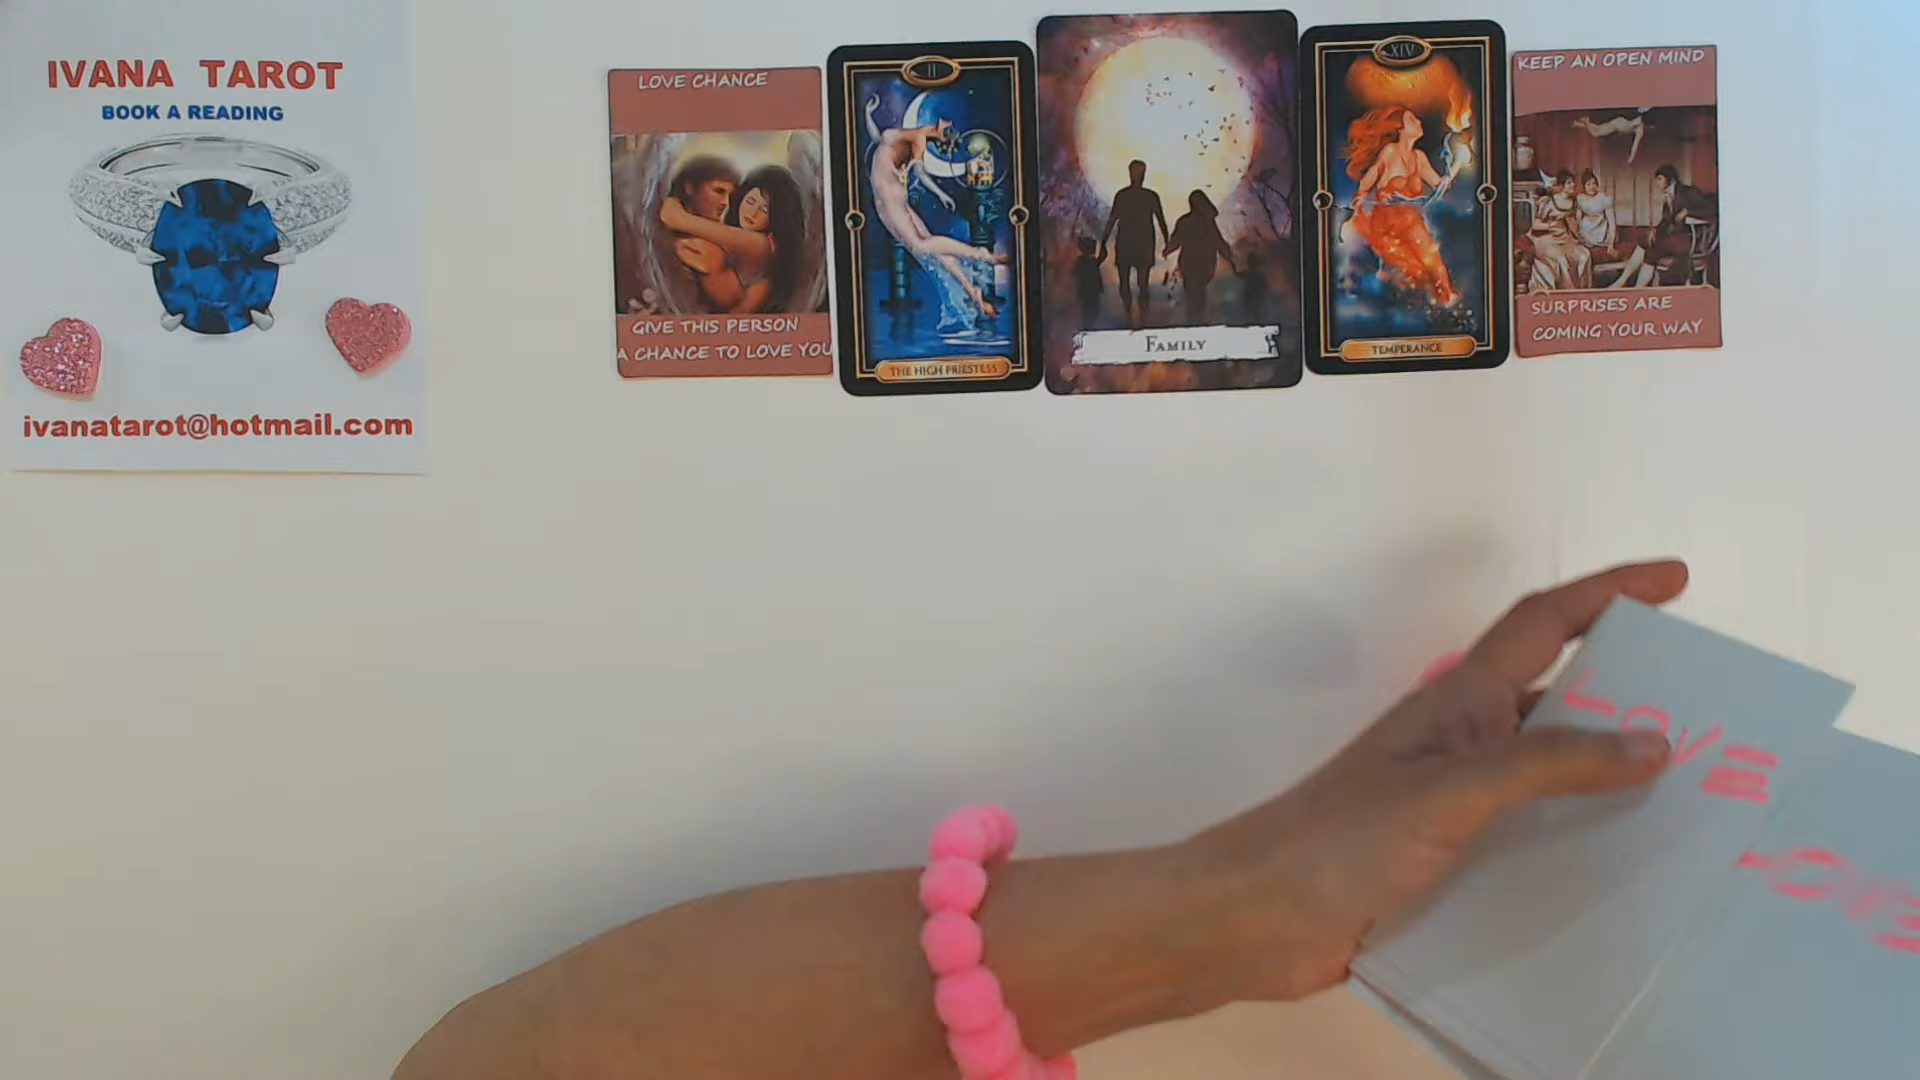 IVANA TAROT
BOOK A READING
ivanatarot@hotmail.com
LOVE CHANCE
GIVE THIS PERSON
A CHANCE TO LOVE YOU
II
THE HIGH PRIESTESS
FAMILY
XIV
TEMPERANCE
KEEP AN OPEN MIND
SURPRISES ARE
COMING YOUR WAY
LOVE